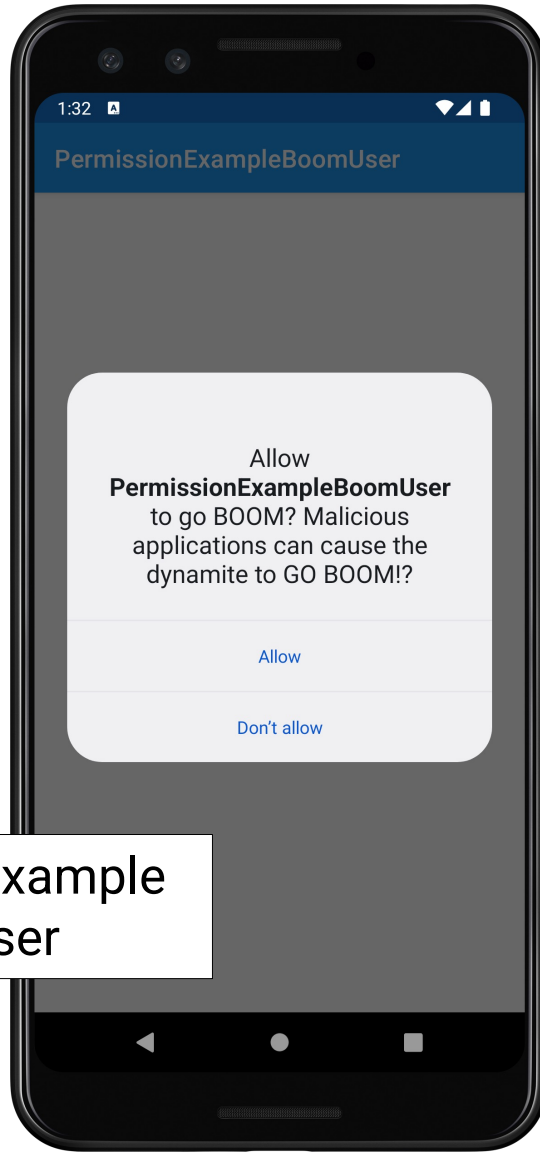 1:32
PermissionExampleBoomUser
Allow
PermissionExampleBoomUser
to go BOOM? Malicious
applications can cause the
dynamite to GO BOOM!?
Allow
Don’t allow
xample
ser